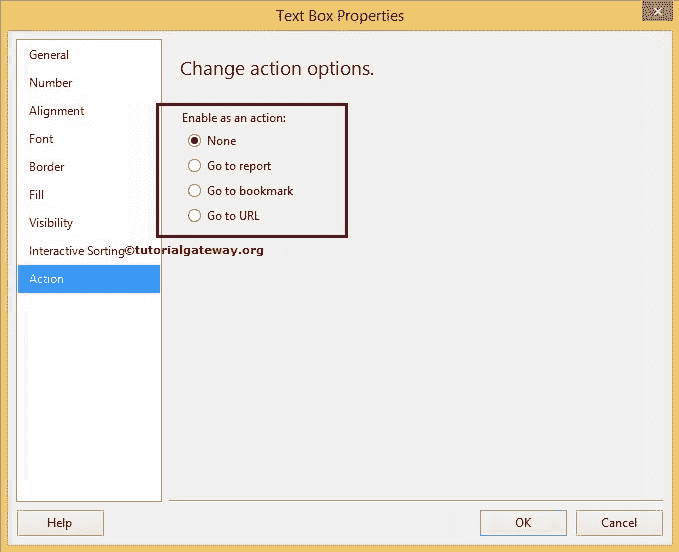 Text Box Properties
General
Number
Alignment
Font
Border
Fill
Visibility
Interactive Sorting
Action
Change action options.
Enable as an action:
None
Go to report
Go to bookmark
Go to URL
©tutorialgateway.org
Help
OK
Cancel